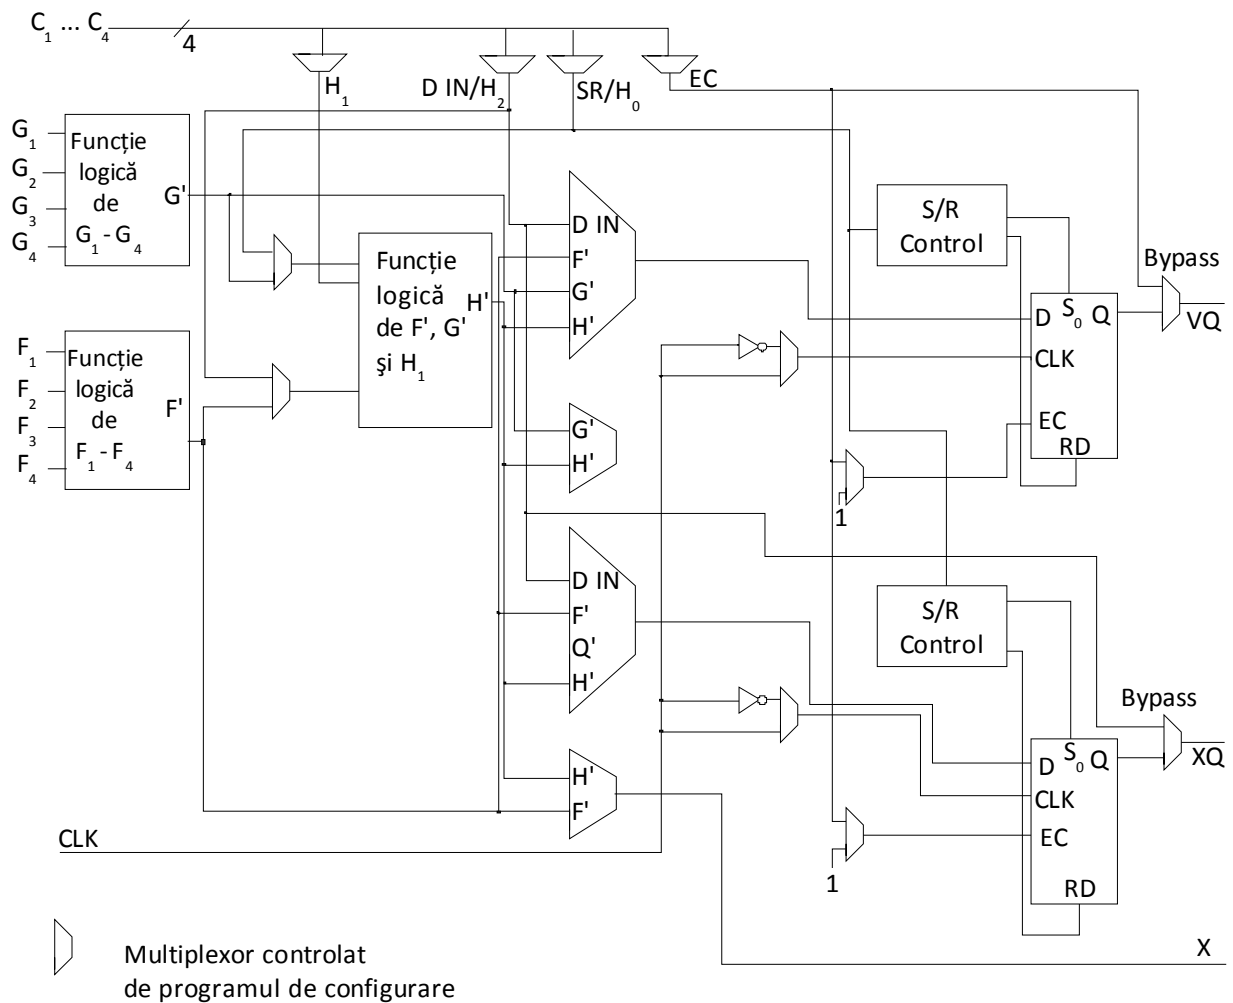 C1 ... C4
4
H1
D IN/H2
SR/H0
EC
G1
G2
G3
G4
Funcție
logică
de
G1 - G4
G'
F1
F2
F3
F4
Funcție
logică
de
F1 - F4
F'
Funcție
logică
de F', G'
şi H1
H'
D IN
F'
G'
H'
G'
H'
D IN
F'
Q'
H'
H'
F'
S/R
Control
D
S0
Q
CLK
EC
RD
1
Bypass
VQ
S/R
Control
D
S0
Q
CLK
EC
RD
1
Bypass
XQ
CLK
X
Multiplexor controlat
de programul de configurare